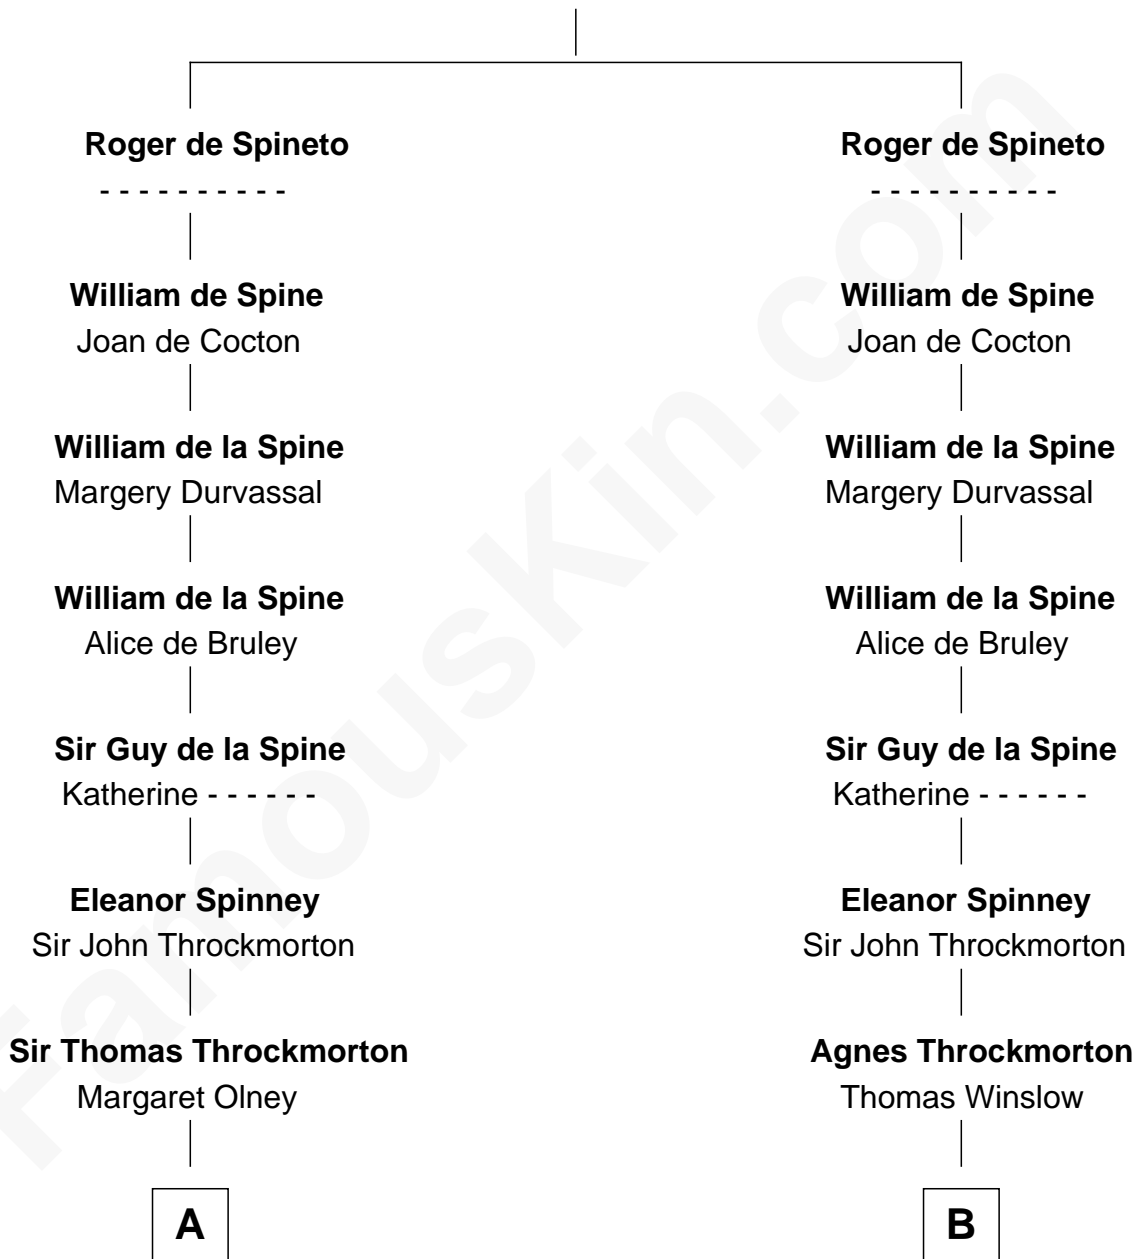 Roger de Spineto
- - - - - - - - - -
William de Spine
Joan de Cocton
William de la Spine
Margery Durvassal
William de la Spine
Alice de Bruley
Sir Guy de la Spine
Katherine - - - - - -
Eleanor Spinney
Sir John Throckmorton
Sir Thomas Throckmorton
Margaret Olney
A
Roger de Spineto
- - - - - - - - - -
William de Spine
Joan de Cocton
William de la Spine
Margery Durvassal
William de la Spine
Alice de Bruley
Sir Guy de la Spine
Katherine - - - - - -
Eleanor Spinney
Sir John Throckmorton
Agnes Throckmorton
Thomas Winslow
B
FamousKin.com